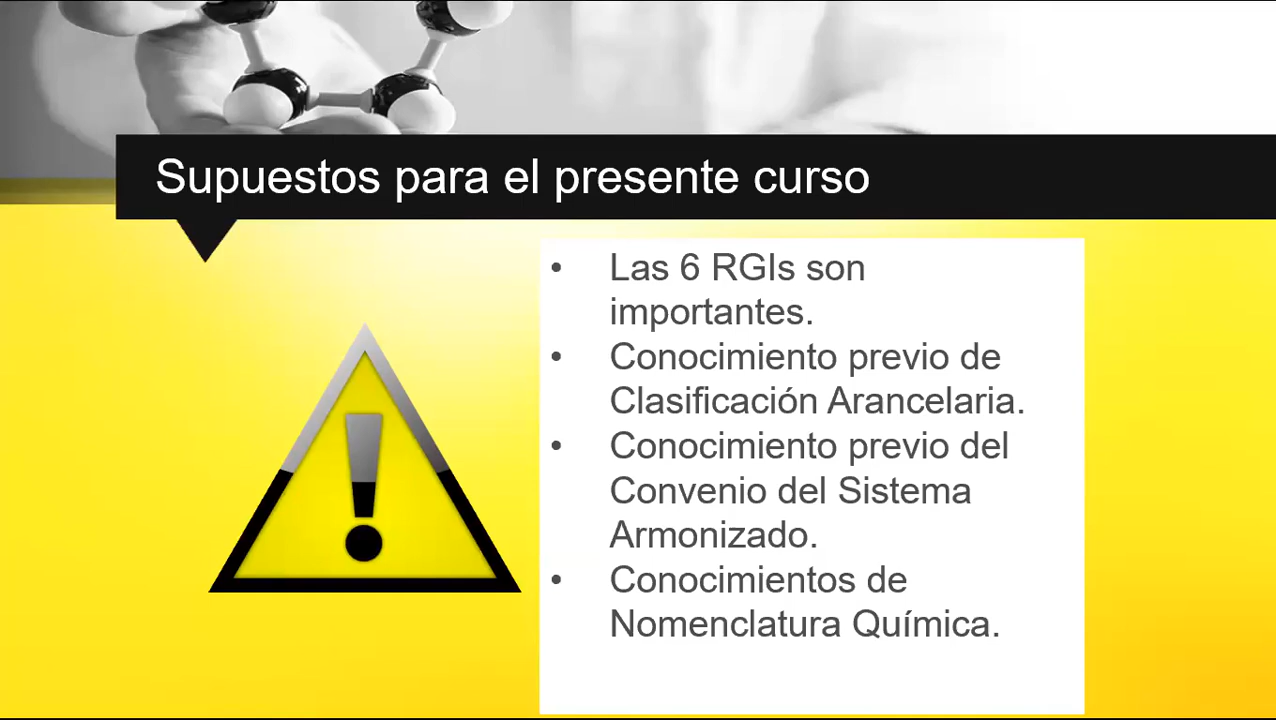 Supuestos para el presente curso
• Las 6 RGIs son
importantes.
• Conocimiento previo de
Clasificación Arancelaria.
• Conocimiento previo del
Convenio del Sistema
Armonizado.
• Conocimientos de
Nomenclatura Química.